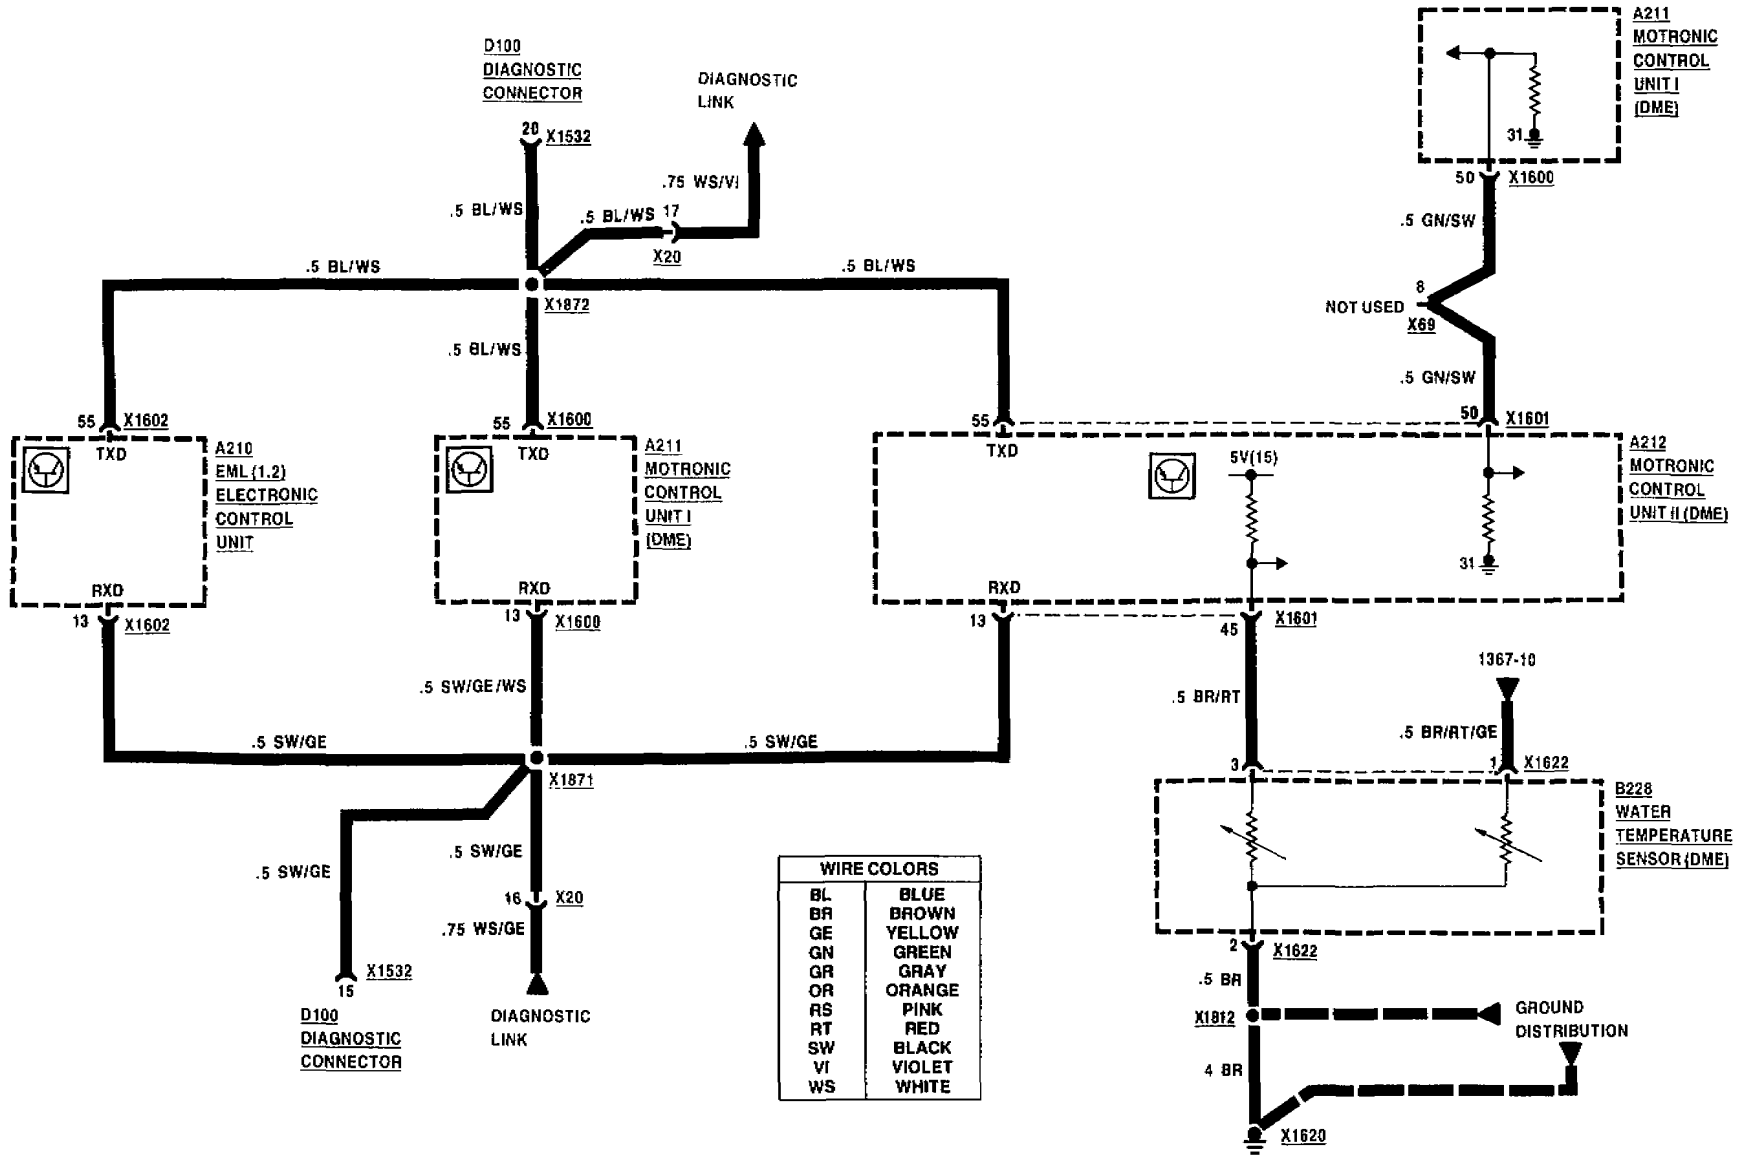 D100
DIAGNOSTIC
CONNECTOR
DIAGNOSTIC
LINK
20
X1532
.75 WS/VI
.5 BL/WS
.5 BL/WS
17
X20
.5 BL/WS
.5 BL/WS
X1872
.5 BL/WS
A211
MOTRONIC
CONTROL
UNIT I
(DME)
31
50
X1600
.5 GN/SW
8
NOT USED
X69
.5 GN/SW
55
X1602
TXD
A210
EML (1.2)
ELECTRONIC
CONTROL
UNIT
RXD
13
X1602
55
X1600
TXD
A211
MOTRONIC
CONTROL
UNIT I
(DME)
RXD
13
X1600
55
TXD
50
X1601
5V(15)
31
A212
MOTRONIC
CONTROL
UNIT II (DME)
RXD
13
45
X1601
.5 SW/GE/WS
.5 SW/GE
.5 SW/GE
X1871
.5 SW/GE
.5 SW/GE
16
X20
.75 WS/GE
X1532
15
D100
DIAGNOSTIC
CONNECTOR
DIAGNOSTIC
LINK
1367-10
.5 BR/RT
.5 BR/RT/GE
3
1
X1622
B228
WATER
TEMPERATURE
SENSOR (DME)
2
X1622
.5 BR
X1812
GROUND
DISTRIBUTION
4 BR
X1620
WIRE COLORS
BL BLUE
BR BROWN
GE YELLOW
GN GREEN
GR GRAY
OR ORANGE
RS PINK
RT RED
SW BLACK
VI VIOLET
WS WHITE